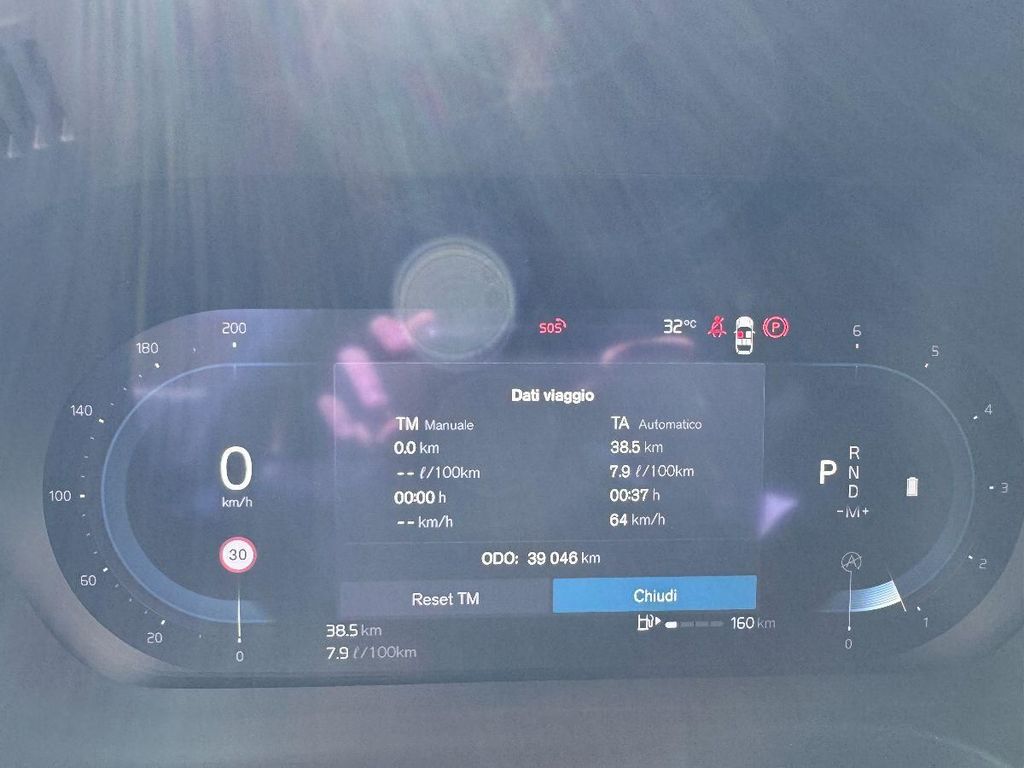 SOS
32°C
P
200
180
140
100
60
20
0
0
km/h
30
Dati viaggio
TM Manuale
0.0 km
-- ℓ/100km
00:00 h
-- km/h
TA Automatico
38.5 km
7.9 ℓ/100km
00:37 h
64 km/h
ODO: 39 046 km
Reset TM
Chiudi
38.5 km
7.9 ℓ/100km
160 km
P
R
N
D
-M+
A
6
5
4
3
2
1
0